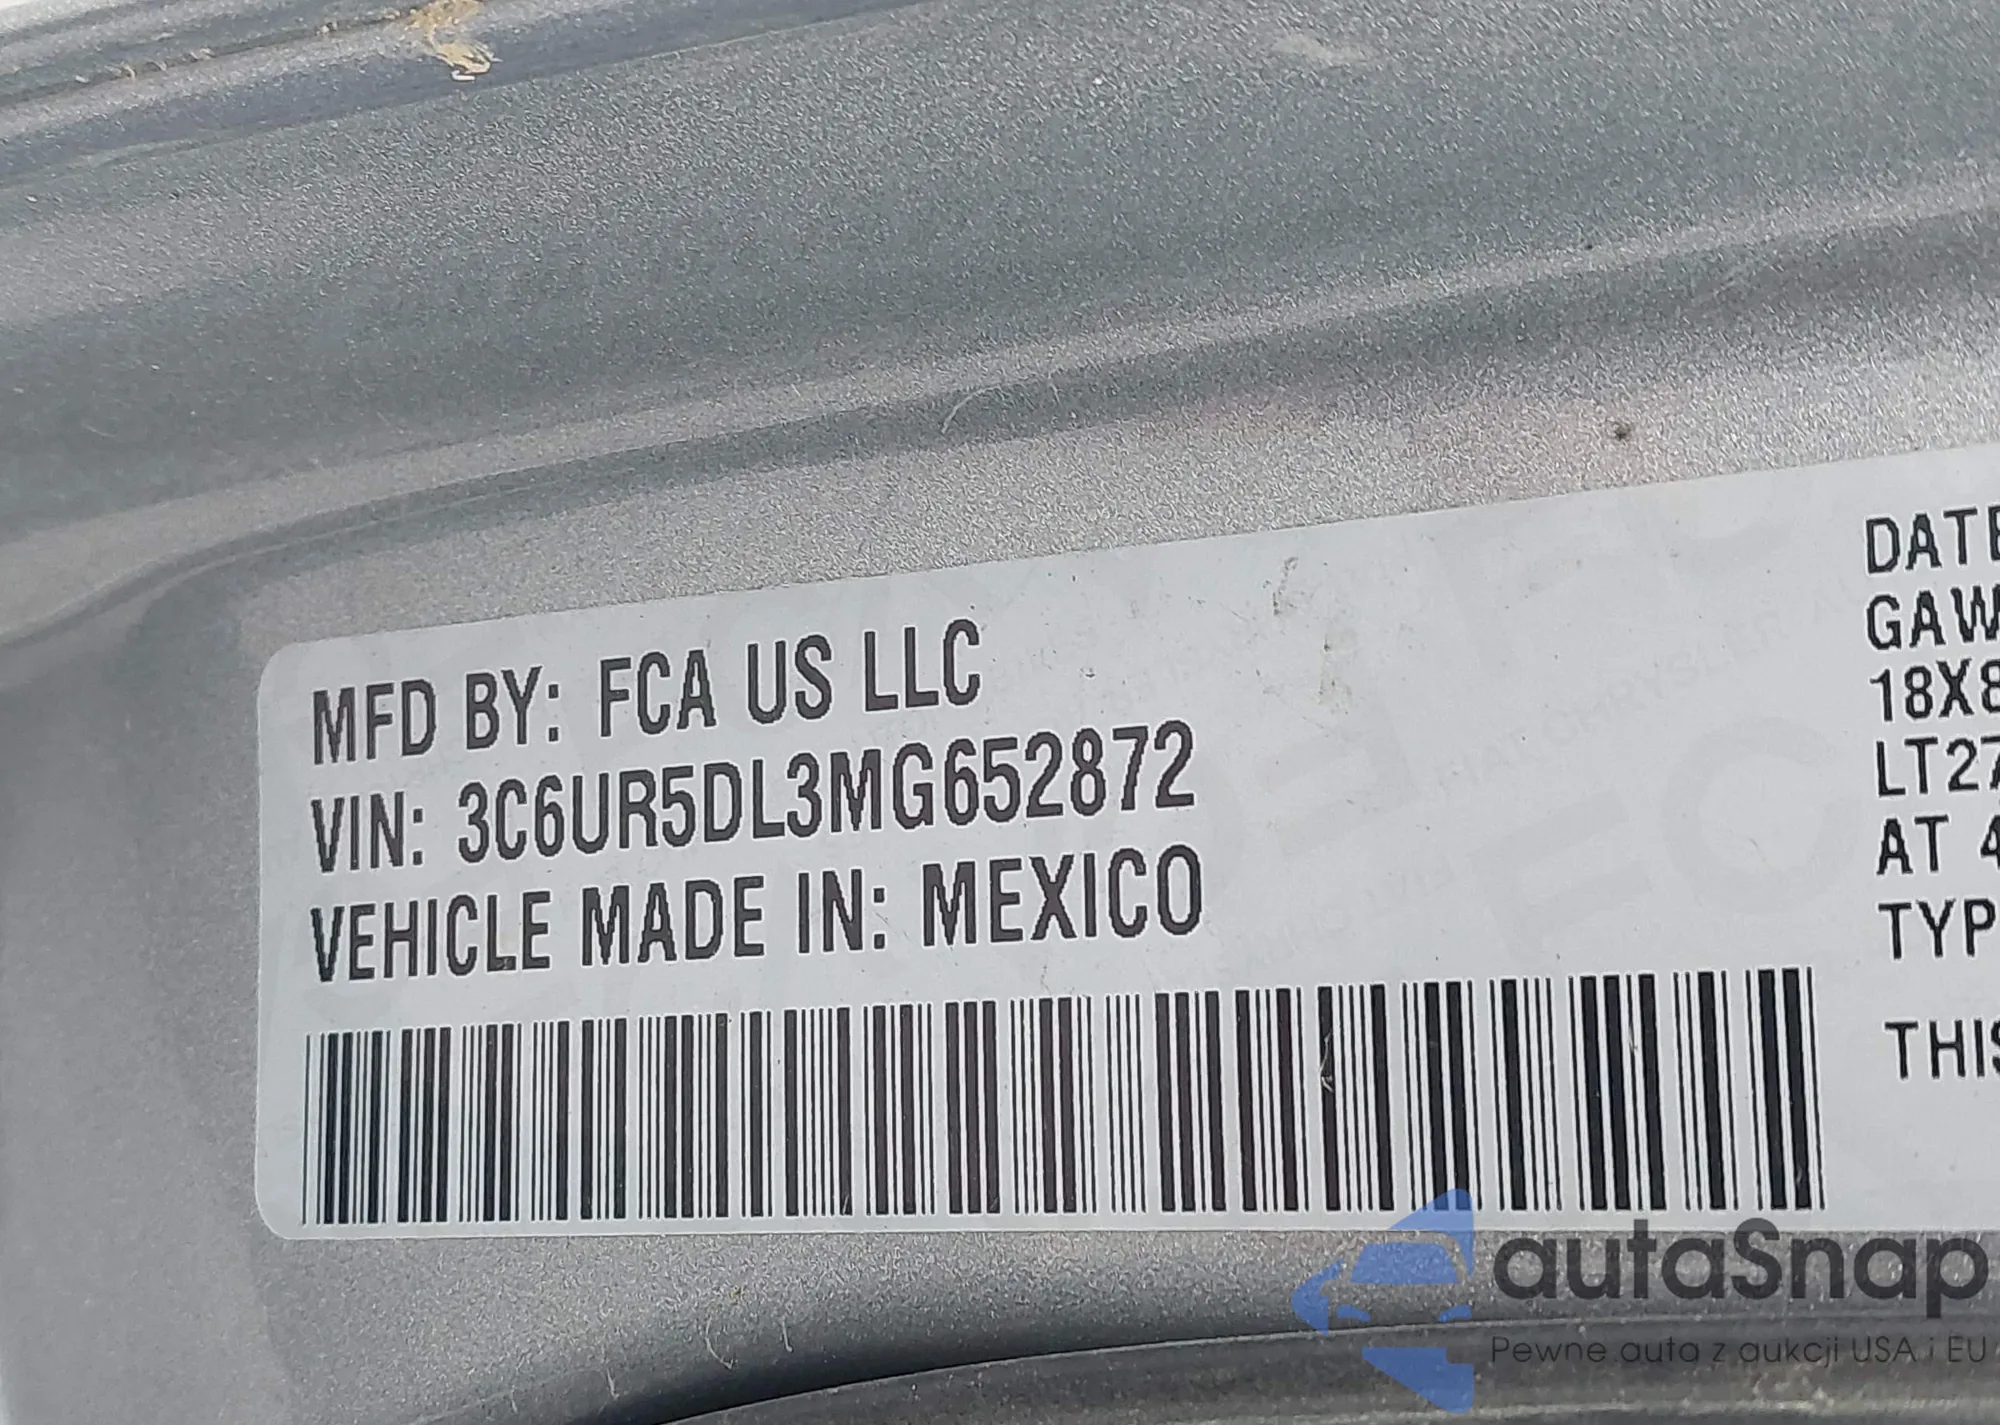 MFD BY: FCA US LLC
VIN: 3C6UR5DL3MG652872
VEHICLE MADE IN: MEXICO
DATE
GAW
18X8
LT27
AT 4
TYP
THIS
autaSnap
Pewne auta z aukcji USA i EU